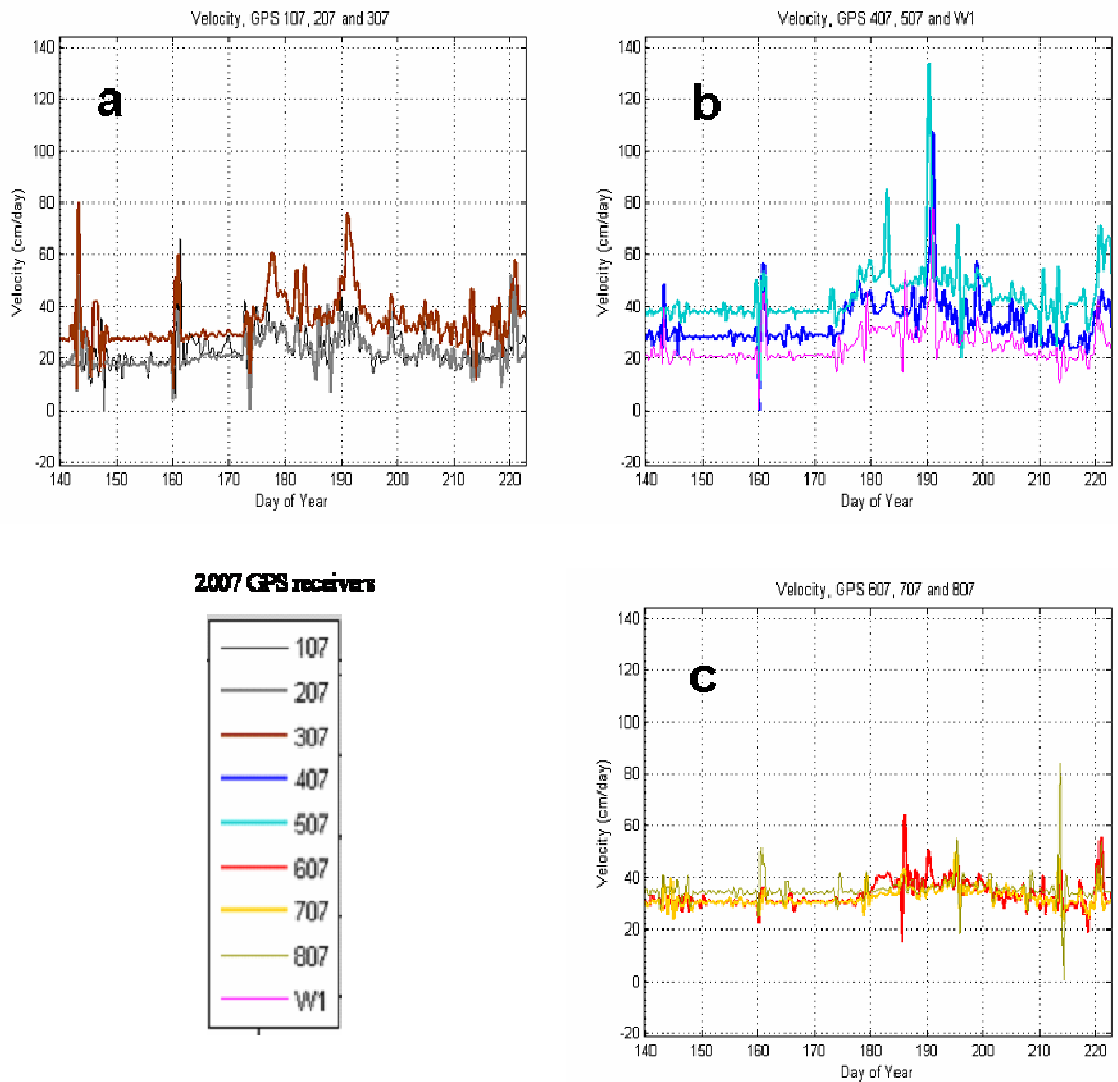 Velocity, GPS 107, 207 and 307
140
120
100
80
60
40
20
0
-20
Velocity (cm/day)
a
140 150 160 170 180 190 200 210 220
Day of Year
Velocity, GPS 407, 507 and W1
140
120
100
80
60
40
20
0
-20
Velocity (cm/day)
b
140 150 160 170 180 190 200 210 220
Day of Year
2007 GPS receivers
107
207
307
407
507
607
707
807
W1
Velocity, GPS 607, 707 and 807
140
120
100
80
60
40
20
0
-20
Velocity (cm/day)
c
140 150 160 170 180 190 200 210 220
Day of Year